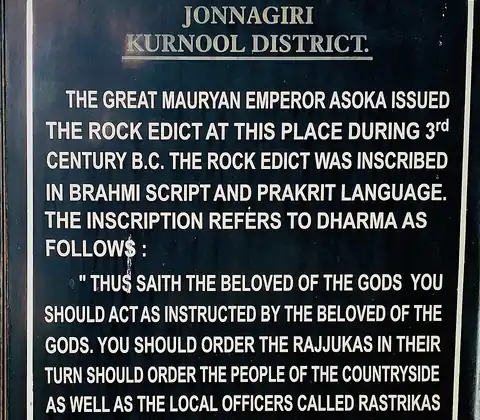 JONNAGIRI
KURNOOL DISTRICT.
THE GREAT MAURYAN EMPEROR ASOKA ISSUED
THE ROCK EDICT AT THIS PLACE DURING 3rd
CENTURY B.C. THE ROCK EDICT WAS INSCRIBED
IN BRAHMI SCRIPT AND PRAKRIT LANGUAGE.
THE INSCRIPTION REFERS TO DHARMA AS
FOLLOWS :
" THUS SAITH THE BELOVED OF THE GODS YOU
SHOULD ACT AS INSTRUCTED BY THE BELOVED OF THE
GODS. YOU SHOULD ORDER THE RAJJUKAS IN THEIR
TURN SHOULD ORDER THE PEOPLE OF THE COUNTRYSIDE
AS WELL AS THE LOCAL OFFICERS CALLED RASTRIKAS